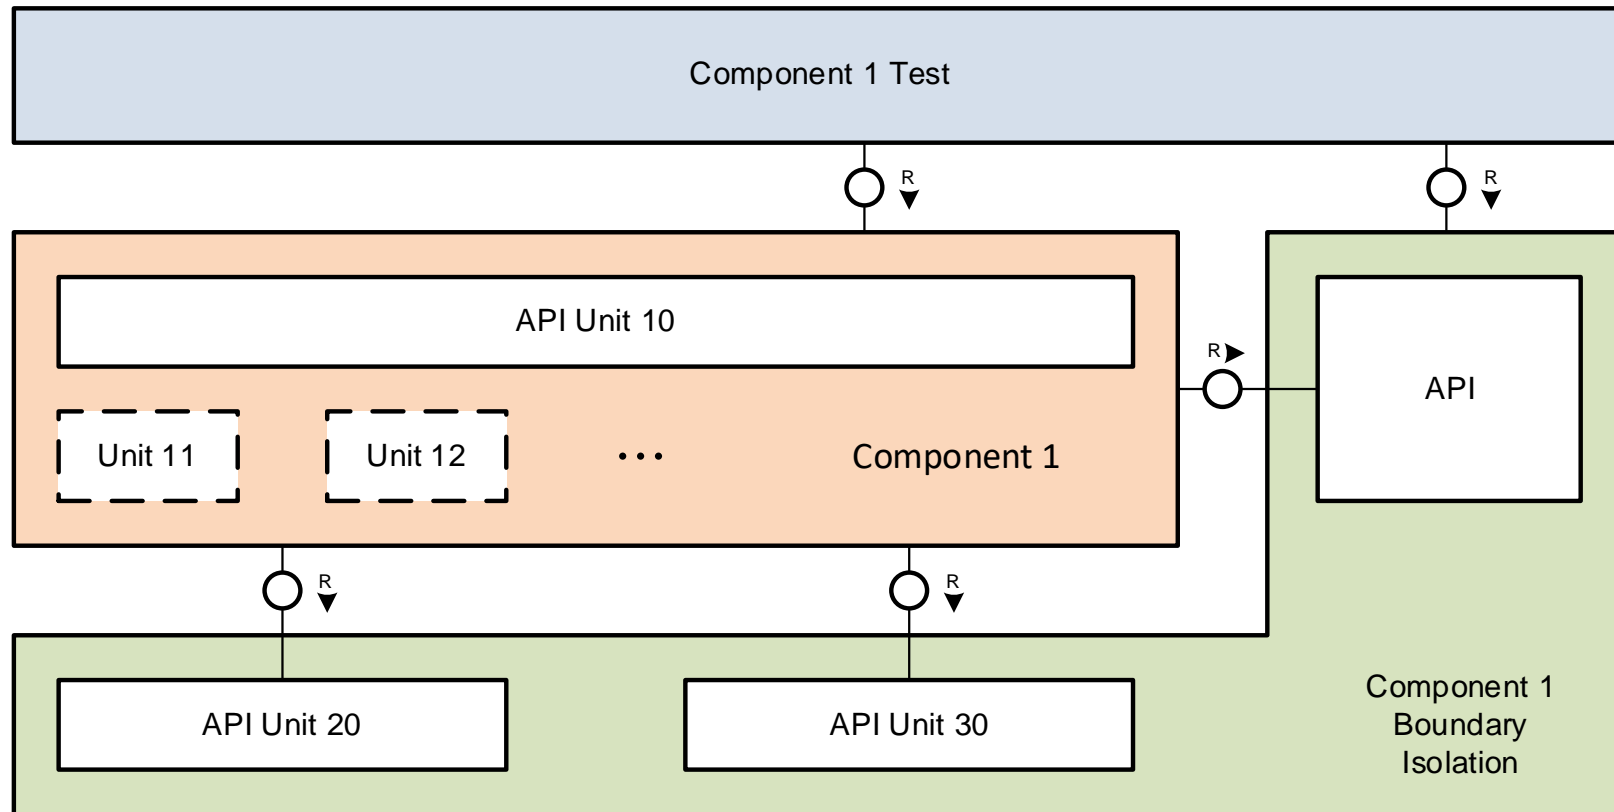 Component 1 Test
R
R
API Unit 10
R
API
Unit 11
Unit 12
...
Component 1
R
R
API Unit 20
API Unit 30
Component 1
Boundary
Isolation